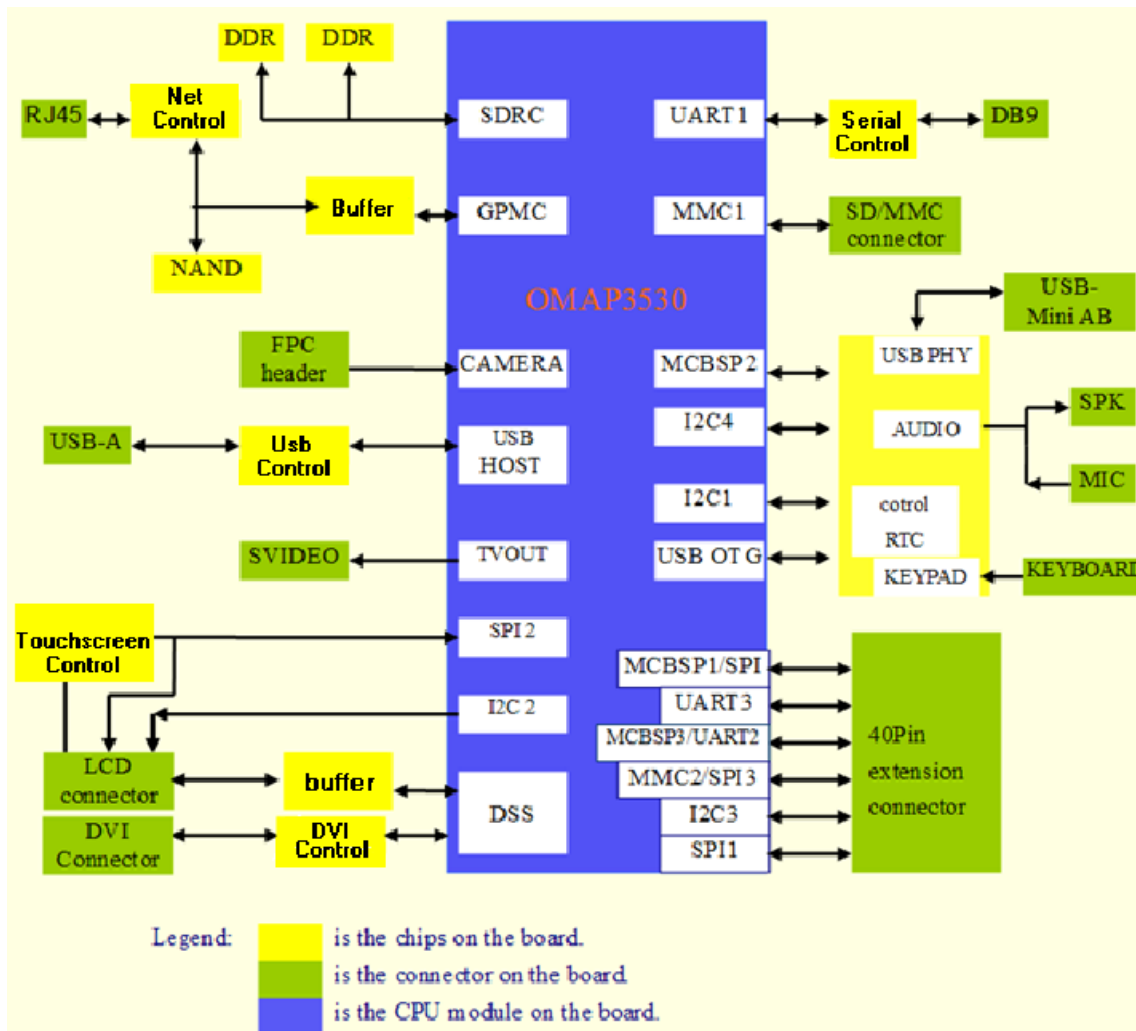 DDR
DDR
RJ45
Net
Control
SDRC
UART1
Serial
Control
DB9
Buffer
GPMC
MMC1
SD/MMC
connector
NAND
OMAP3530
USB-
Mini AB
FPC
header
CAMERA
MCBSP2
USB PHY
USB-A
Usb
Control
USB
HOST
I2C4
AUDIO
SPK
MIC
I2C1
cotrol
RTC
SVIDEO
TVOUT
USB OTG
KEYPAD
KEYBOARD
Touchscreen
Control
SPI2
MCBSP1/SPI
UART3
I2C 2
MCBSP3/UART2
40Pin
extension
connector
LCD
connector
buffer
DSS
MMC2/SPI3
I2C3
SPI1
DVI
Connector
DVI
Control
Legend:
is the chips on the board.
is the connector on the board.
is the CPU module on the board.